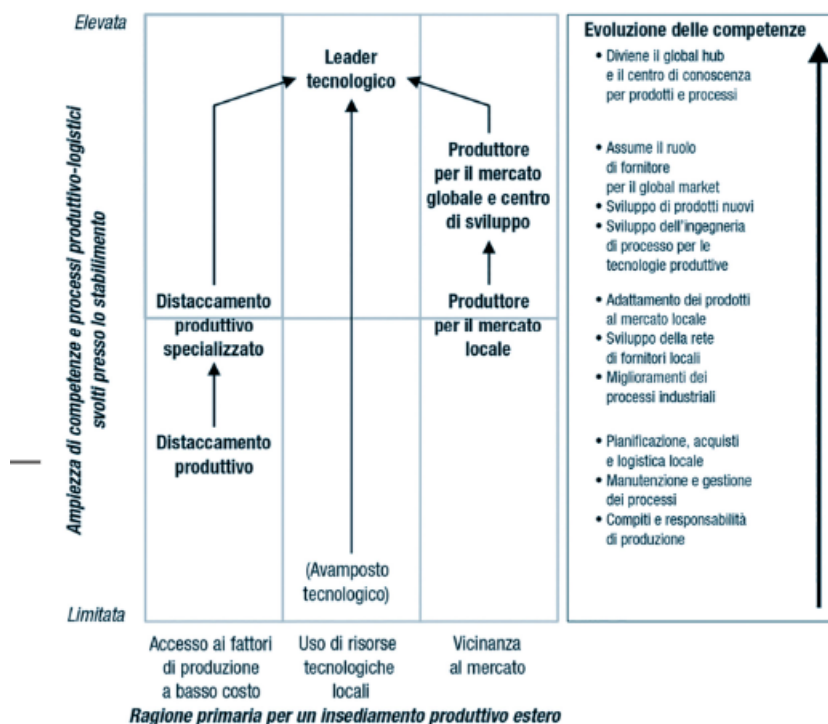 Elevata
Ampiezza di competenze e processi produttivo-logistici
svolti presso lo stabilimento
Limitata
Leader
tecnologico
Produttore
per il mercato
globale e centro
di sviluppo
Distaccamento
produttivo
specializzato
Produttore
per il mercato
locale
Distaccamento
produttivo
(Avamposto
tecnologico)
Accesso ai fattori
di produzione
a basso costo
Uso di risorse
tecnologiche
locali
Vicinanza
al mercato
Ragione primaria per un insediamento produttivo estero
Evoluzione delle competenze
• Diviene il global hub
e il centro di conoscenza
per prodotti e processi
• Assume il ruolo
di fornitore
per il global market
• Sviluppo di prodotti nuovi
• Sviluppo dell'ingegneria
di processo per le
tecnologie produttive
• Adattamento dei prodotti
al mercato locale
• Sviluppo della rete
di fornitori locali
• Miglioramenti dei
processi industriali
• Pianificazione, acquisti
e logistica locale
• Manutenzione e gestione
dei processi
• Compiti e responsabilità
di produzione